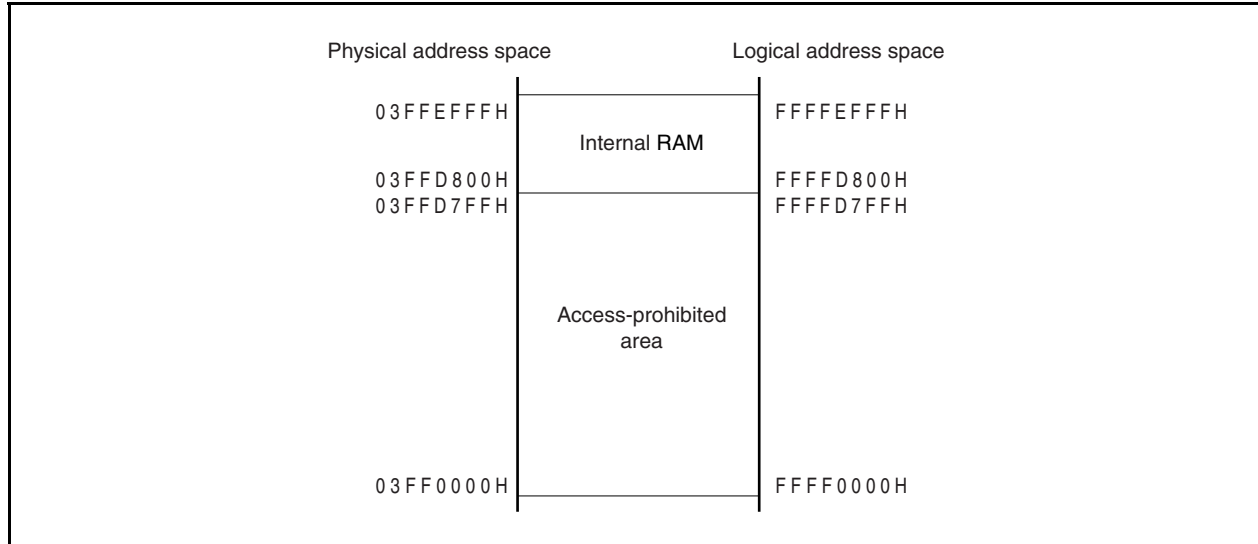 Physical address space Logical address space
03FFEFFFH FFFFEFFFH
Internal RAM
03FFD800H FFFFD800H
03FFD7FFH FFFFD7FFH
Access-prohibited
area
03FF0000H FFFF0000H